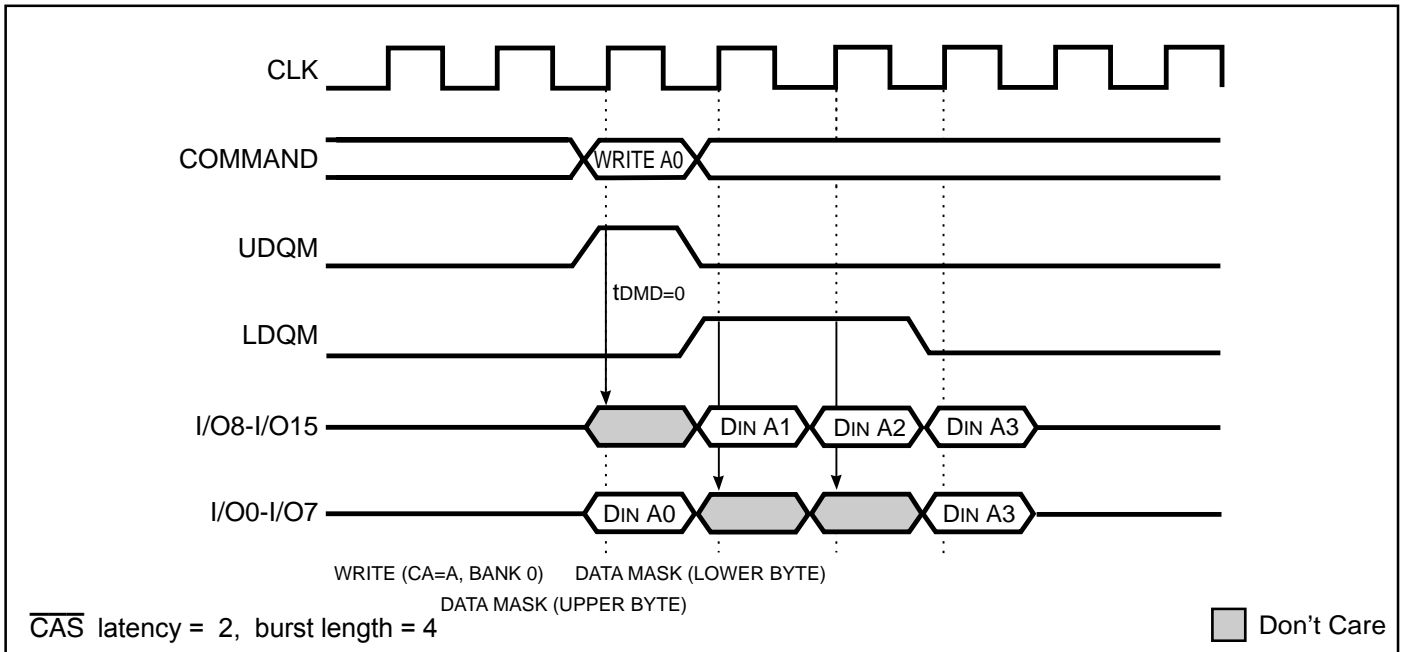 CLK
COMMAND WRITE A0
UDQM
tDMD=0
LDQM
I/O8-I/O15 DIN A1 DIN A2 DIN A3
I/O0-I/O7 DIN A0 DIN A3
WRITE (CA=A, BANK 0) DATA MASK (LOWER BYTE)
DATA MASK (UPPER BYTE)
CAS latency = 2, burst length = 4 Don't Care